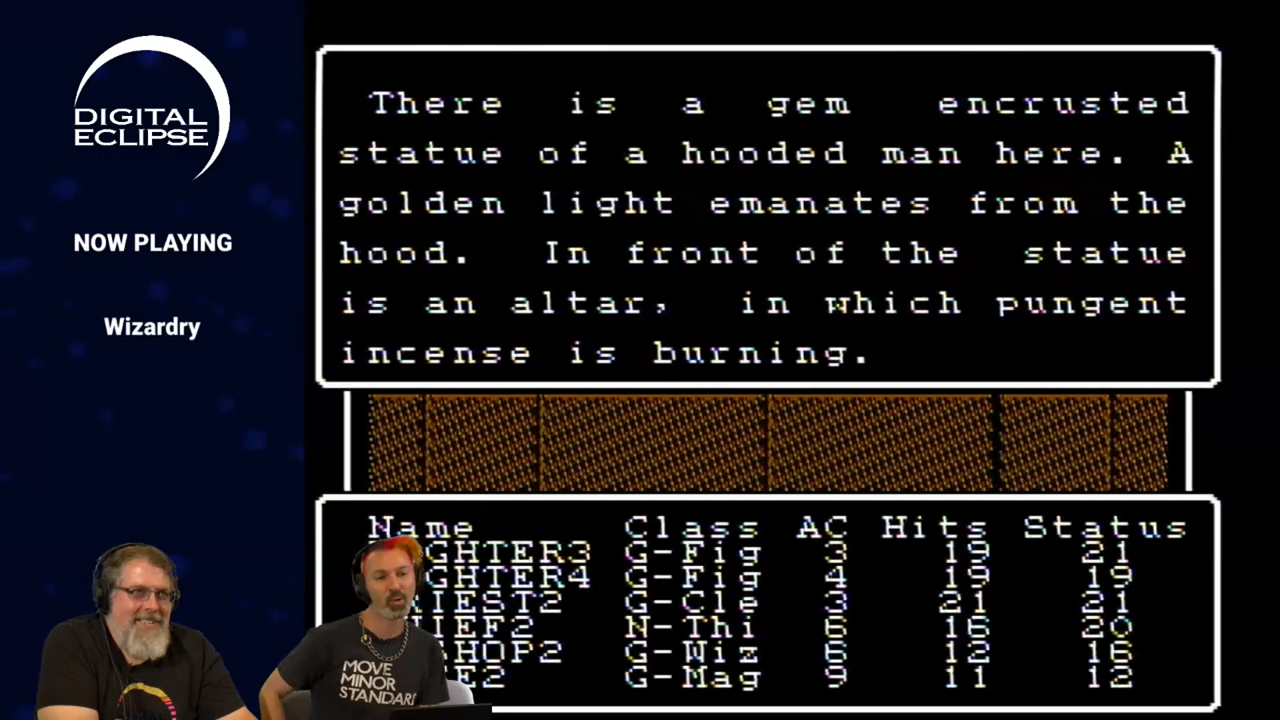 DIGITAL
ECLIPSE
NOW PLAYING
Wizardry
There is a gem encrusted
statue of a hooded man here. A
golden light emanates from the
hood. In front of the statue
is an altar, in which pungent
incense is burning.
Name Class AC Hits Status
GHTER3 G-Fig 3 19 21
GHTER4 G-Fig 4 19 19
IEST2 G-Cle 3 21 21
IEF2 N-Thi 6 16 20
HOP2 G-Wiz 6 12 16
E2 G-Mag 9 11 12
MOVE
MINOR
STANDARD